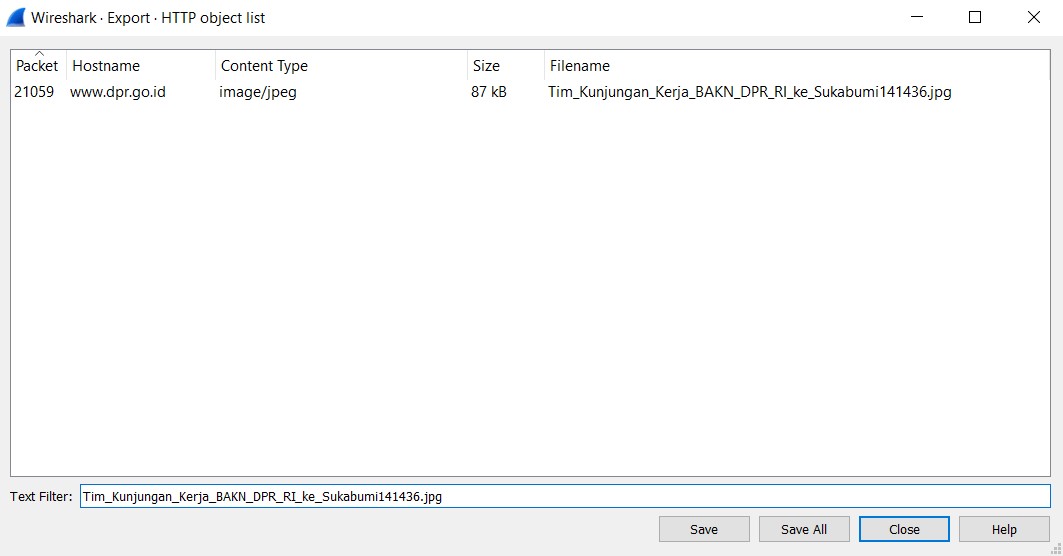 Wireshark · Export · HTTP object list
Packet Hostname Content Type Size Filename
21059 www.dpr.go.id image/jpeg 87 kB Tim_Kunjungan_Kerja_BAKN_DPR_RI_ke_Sukabumi141436.jpg
Text Filter: Tim_Kunjungan_Kerja_BAKN_DPR_RI_ke_Sukabumi141436.jpg
Save Save All Close Help